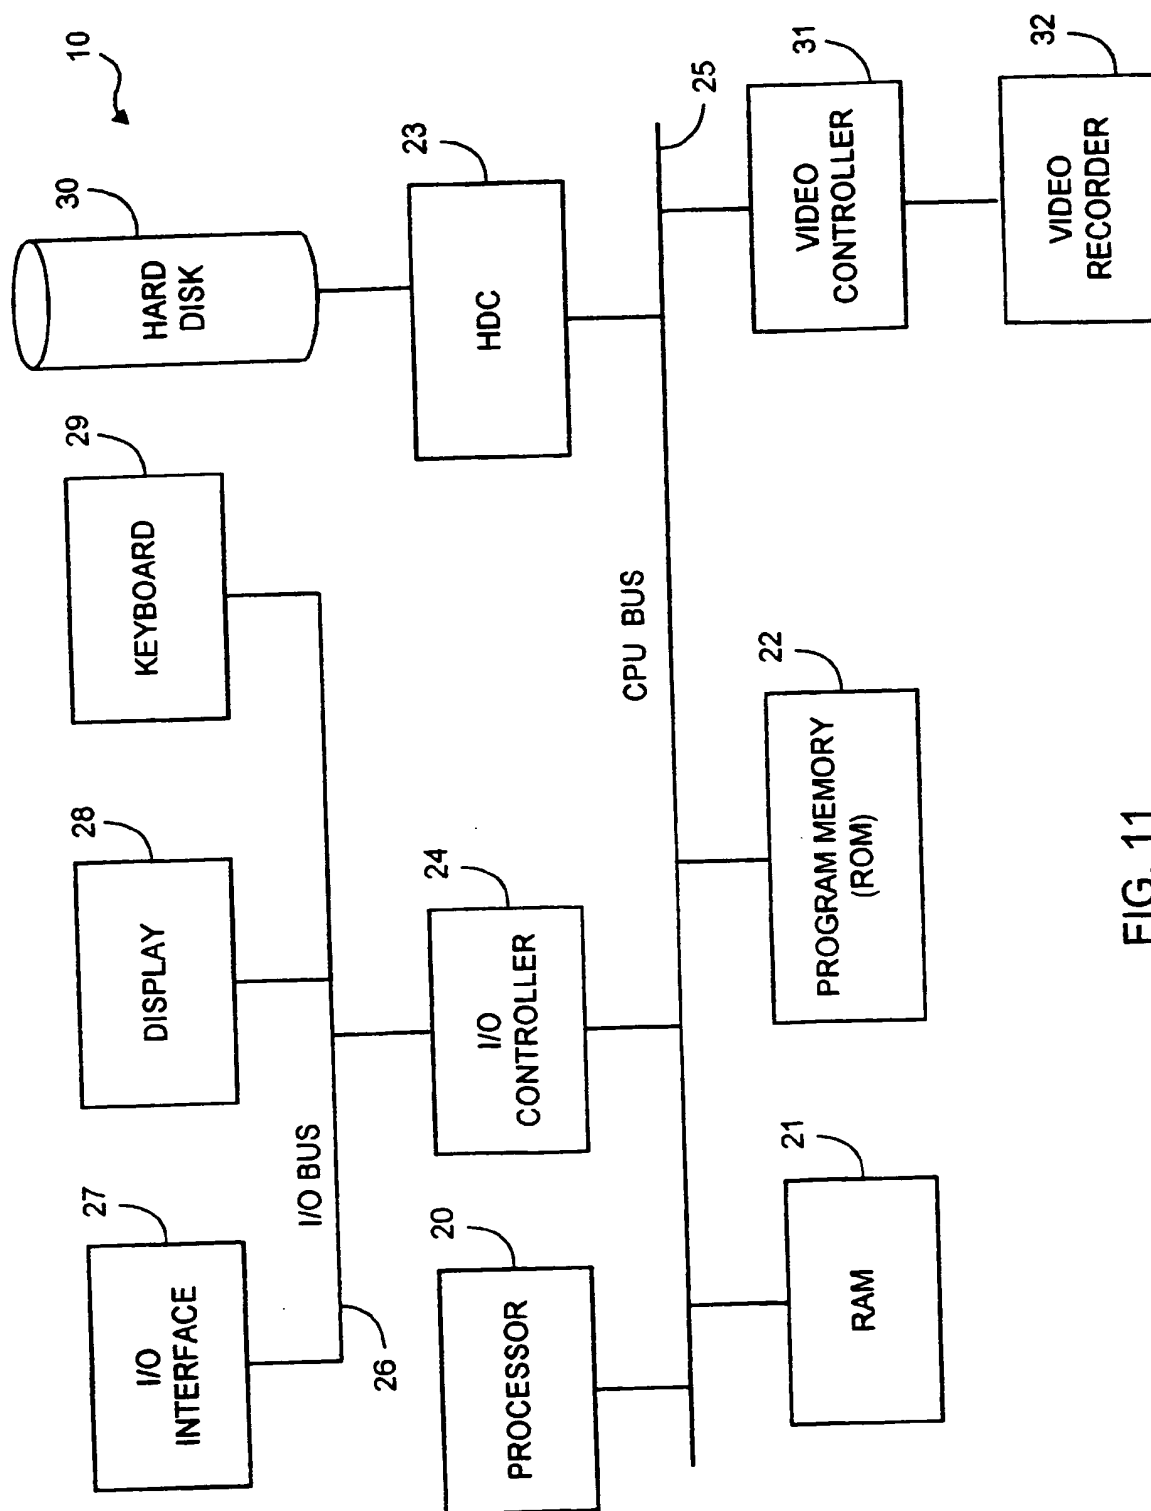 10
27
I/O
INTERFACE
28
DISPLAY
29
KEYBOARD
30
HARD
DISK
I/O BUS
26
20
PROCESSOR
24
I/O
CONTROLLER
23
HDC
CPU BUS
25
21
RAM
22
PROGRAM MEMORY
(ROM)
31
VIDEO
CONTROLLER
32
VIDEO
RECORDER
FIG. 11